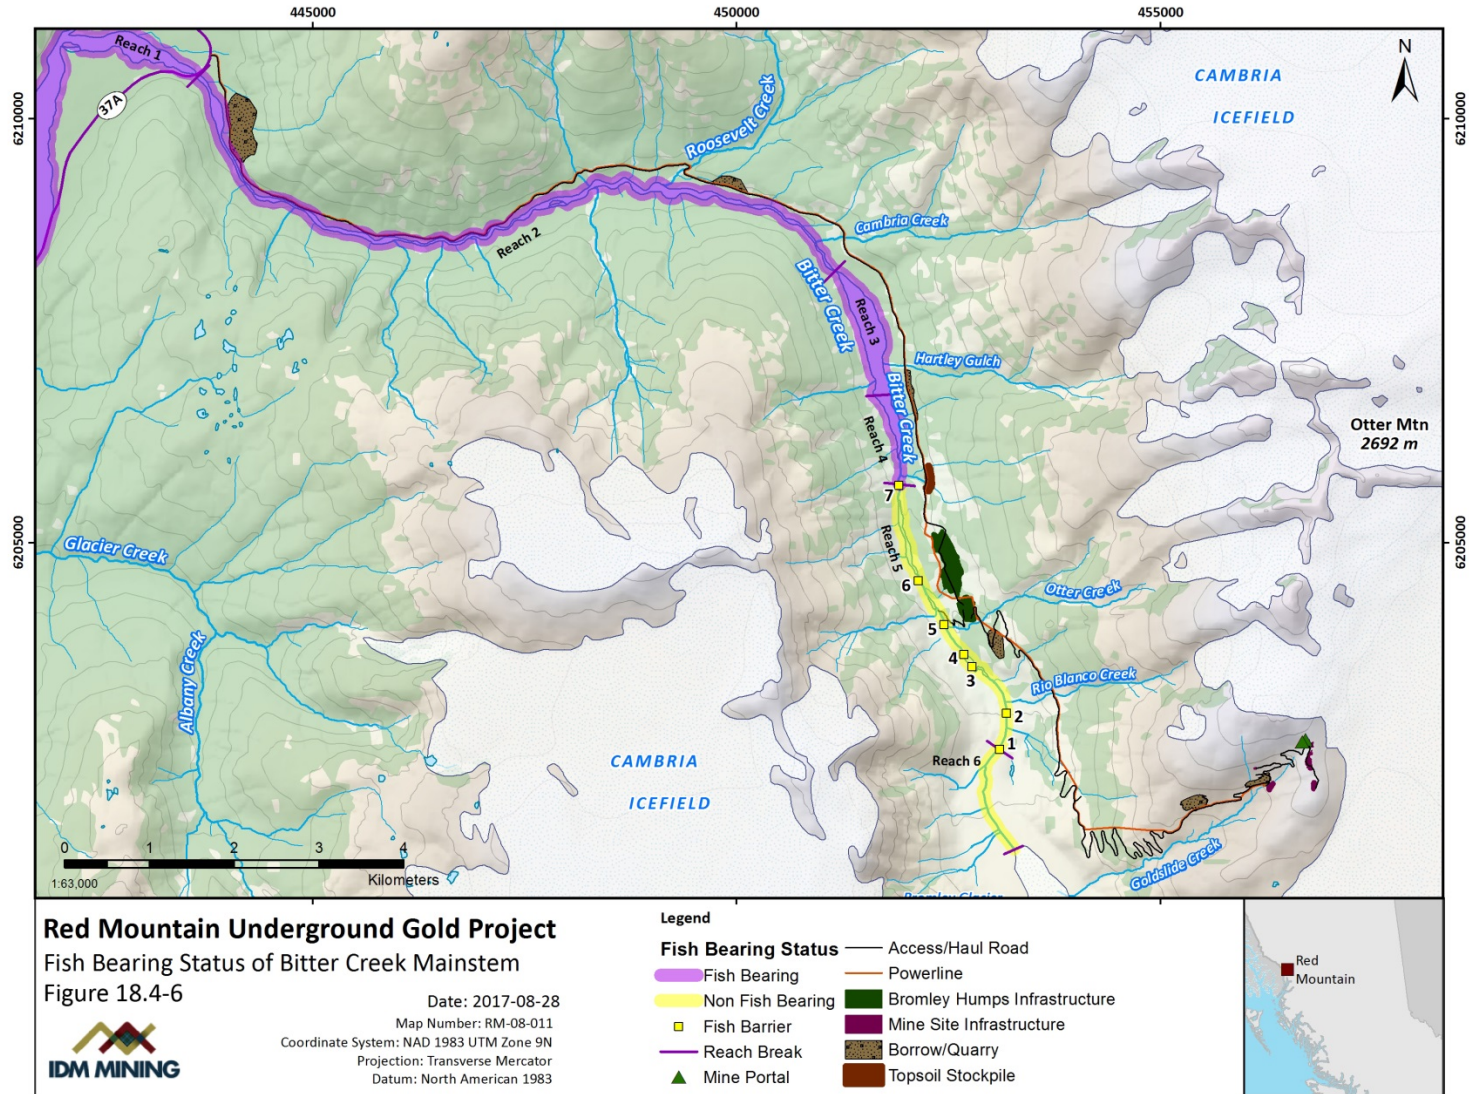 445000
450000
455000
6210000
6210000
6205000
6205000
Reach 1
37A
Roosevelt Creek
CAMBRIA
ICEFIELD
N
Reach 2
Cambria Creek
Bitter Creek
Reach 3
Hartley Gulch
Bitter Creek
Reach 4
Otter Mtn
2692 m
7
Reach 5
6
Glacier Creek
Otter Creek
5
4
3
Albany Creek
Rio Blanco Creek
2
1
Reach 6
CAMBRIA
ICEFIELD
Goldslide Creek
Bromley Glacier
0 1 2 3 4
Kilometers
1:63,000
Red Mountain Underground Gold Project
Fish Bearing Status of Bitter Creek Mainstem
Figure 18.4-6
Date: 2017-08-28
Map Number: RM-08-011
Coordinate System: NAD 1983 UTM Zone 9N
Projection: Transverse Mercator
Datum: North American 1983
IDM MINING
Legend
Fish Bearing Status
Fish Bearing
Non Fish Bearing
Fish Barrier
Reach Break
Mine Portal
Access/Haul Road
Powerline
Bromley Humps Infrastructure
Mine Site Infrastructure
Borrow/Quarry
Topsoil Stockpile
Red
Mountain